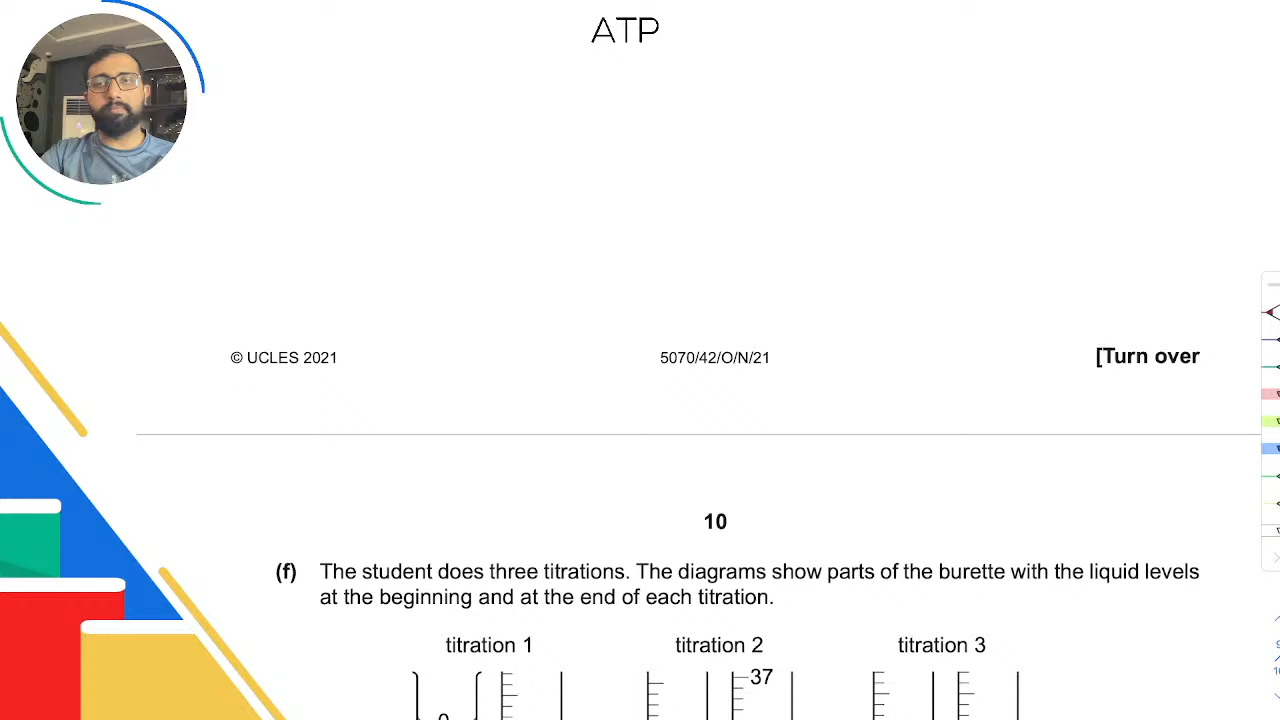 ATP
© UCLES 2021 5070/42/O/N/21 [Turn over
10
(f) The student does three titrations. The diagrams show parts of the burette with the liquid levels
at the beginning and at the end of each titration.
titration 1 titration 2 titration 3
37
0